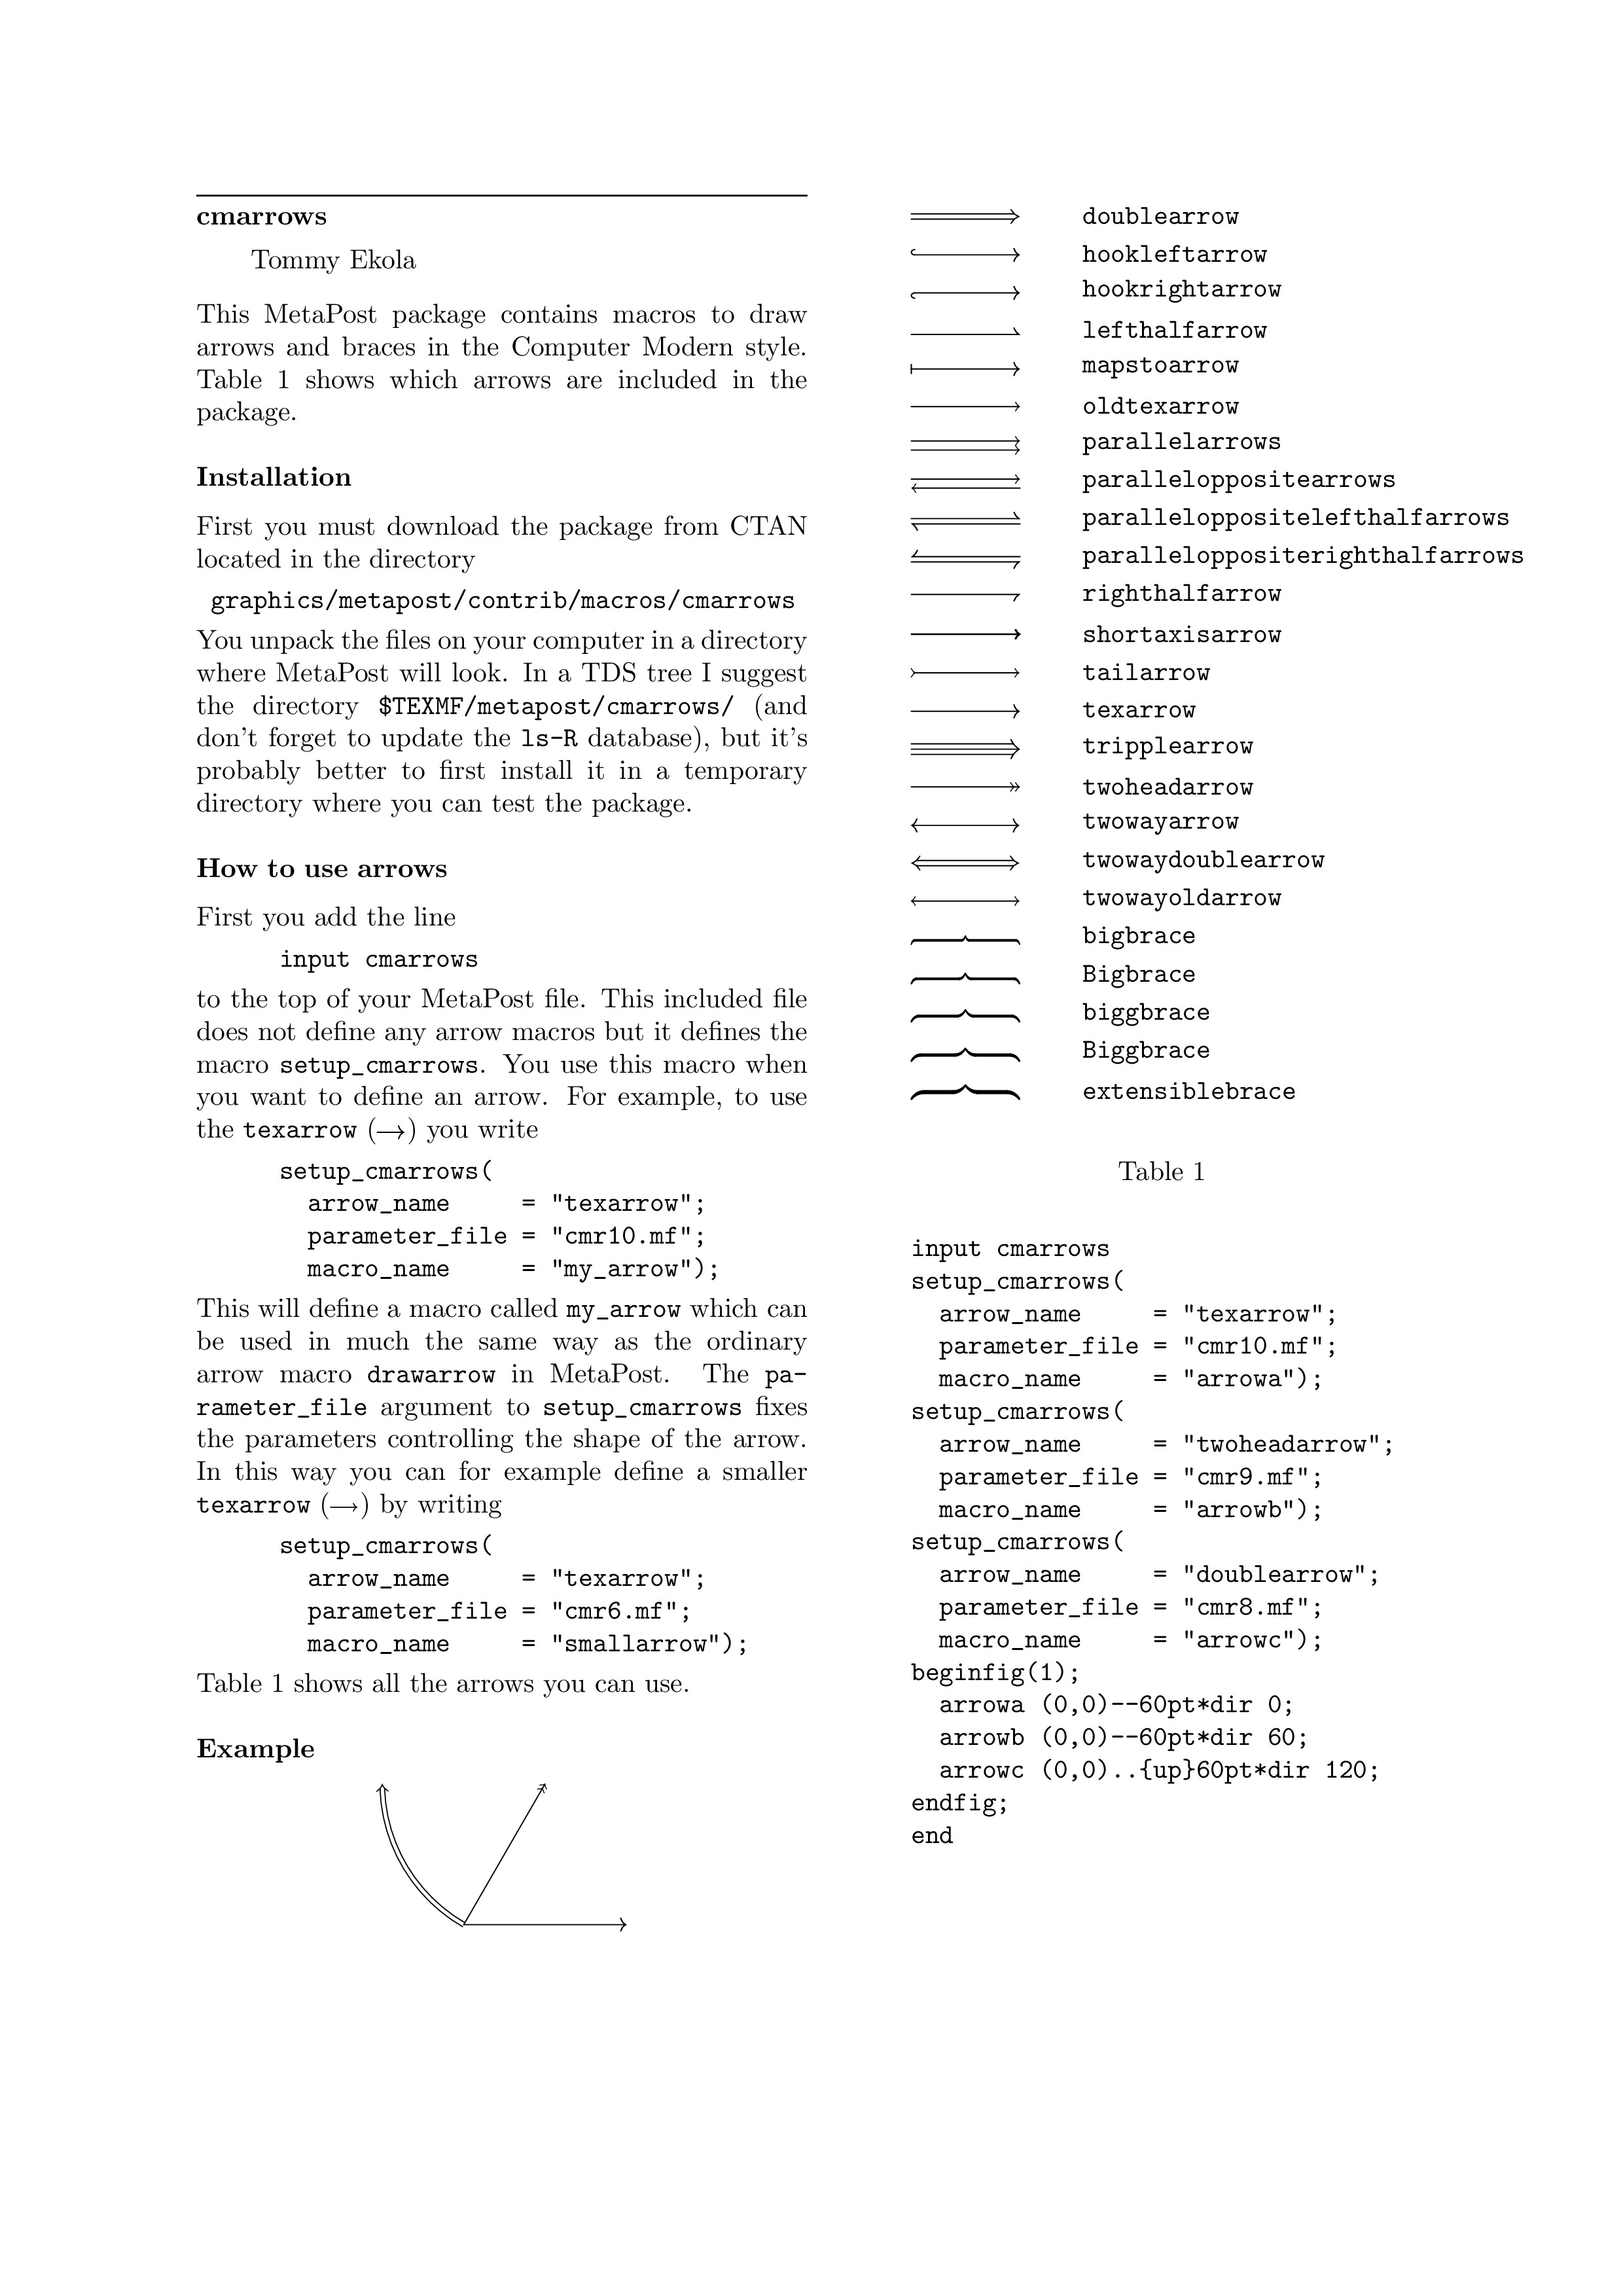 cmarrows
Tommy Ekola
This MetaPost package contains macros to draw
arrows and braces in the Computer Modern style.
Table 1 shows which arrows are included in the
package.
Installation
First you must download the package from CTAN
located in the directory
graphics/metapost/contrib/macros/cmarrows
You unpack the files on your computer in a directory
where MetaPost will look. In a TDS tree I suggest
the directory $TEXMF/metapost/cmarrows/ (and
don't forget to update the ls-R database), but it's
probably better to first install it in a temporary
directory where you can test the package.
How to use arrows
First you add the line
input cmarrows
to the top of your MetaPost file. This included file
does not define any arrow macros but it defines the
macro setup_cmarrows. You use this macro when
you want to define an arrow. For example, to use
the texarrow (→) you write
setup_cmarrows(
  arrow_name     = "texarrow";
  parameter_file = "cmr10.mf";
  macro_name     = "my_arrow");
This will define a macro called my_arrow which can
be used in much the same way as the ordinary
arrow macro drawarrow in MetaPost. The pa-
rameter_file argument to setup_cmarrows fixes
the parameters controlling the shape of the arrow.
In this way you can for example define a smaller
texarrow (→) by writing
setup_cmarrows(
  arrow_name     = "texarrow";
  parameter_file = "cmr6.mf";
  macro_name     = "smallarrow");
Table 1 shows all the arrows you can use.
Example
doublearrow
hookleftarrow
hookrightarrow
lefthalfarrow
mapstoarrow
oldtexarrow
parallelarrows
paralleloppositearrows
paralleloppositelefthalfarrows
paralleloppositerighthalfarrows
righthalfarrow
shortaxisarrow
tailarrow
texarrow
tripplearrow
twoheadarrow
twowayarrow
twowaydoublearrow
twowayoldarrow
bigbrace
Bigbrace
biggbrace
Biggbrace
extensiblebrace
Table 1
input cmarrows
setup_cmarrows(
  arrow_name     = "texarrow";
  parameter_file = "cmr10.mf";
  macro_name     = "arrowa");
setup_cmarrows(
  arrow_name     = "twoheadarrow";
  parameter_file = "cmr9.mf";
  macro_name     = "arrowb");
setup_cmarrows(
  arrow_name     = "doublearrow";
  parameter_file = "cmr8.mf";
  macro_name     = "arrowc");
beginfig(1);
  arrowa (0,0)--60pt*dir 0;
  arrowb (0,0)--60pt*dir 60;
  arrowc (0,0)..{up}60pt*dir 120;
endfig;
end